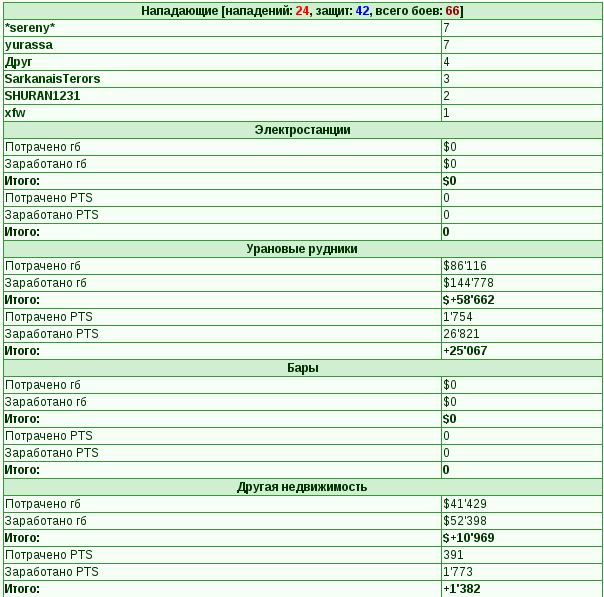 Нападающие [нападений: 24, защит: 42, всего боев: 66]
*sereny* 7
yurassa 7
Друг 4
SarkanaisTerors 3
SHURAN1231 2
xfw 1
Электростанции
Потрачено гб $0
Заработано гб $0
Итого: $0
Потрачено PTS 0
Заработано PTS 0
Итого: 0
Урановые рудники
Потрачено гб $86'116
Заработано гб $144'778
Итого: $+58'662
Потрачено PTS 1'754
Заработано PTS 26'821
Итого: +25'067
Бары
Потрачено гб $0
Заработано гб $0
Итого: $0
Потрачено PTS 0
Заработано PTS 0
Итого: 0
Другая недвижимость
Потрачено гб $41'429
Заработано гб $52'398
Итого: $+10'969
Потрачено PTS 391
Заработано PTS 1'773
Итого: +1'382